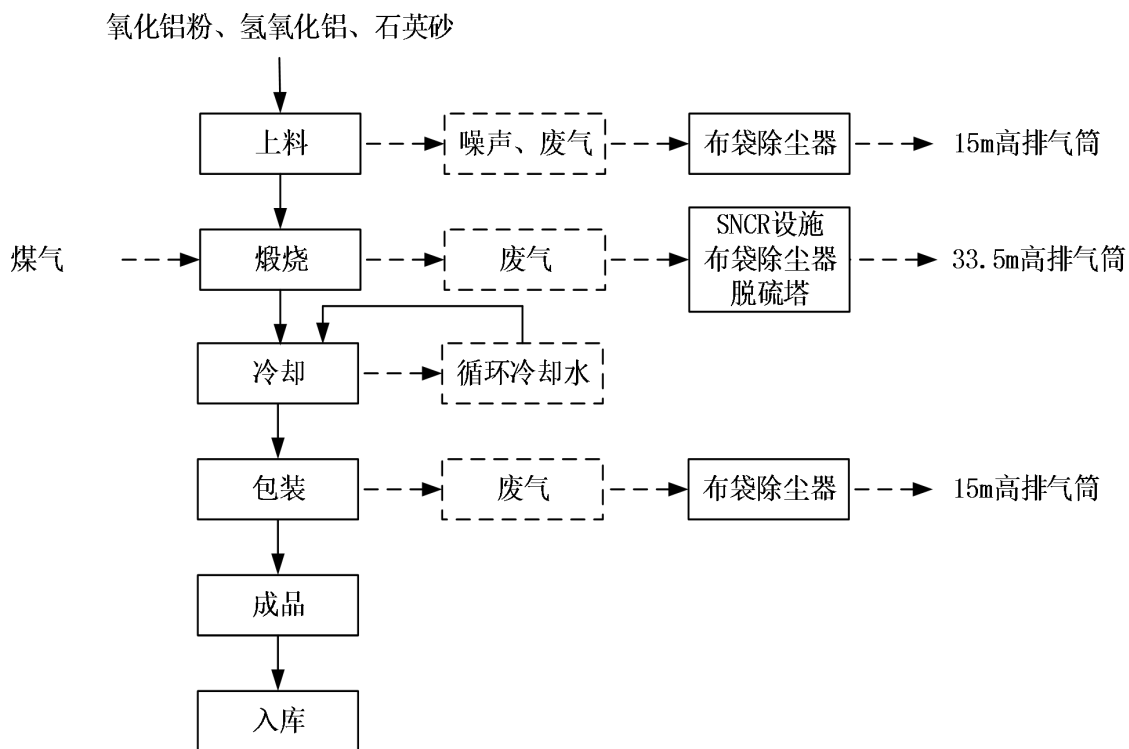 氧化铝粉、氢氧化铝、石英砂
上料
噪声、废气
布袋除尘器
15m高排气筒
煤气
煅烧
废气
SNCR设施
布袋除尘器
脱硫塔
33.5m高排气筒
冷却
循环冷却水
包装
废气
布袋除尘器
15m高排气筒
成品
入库